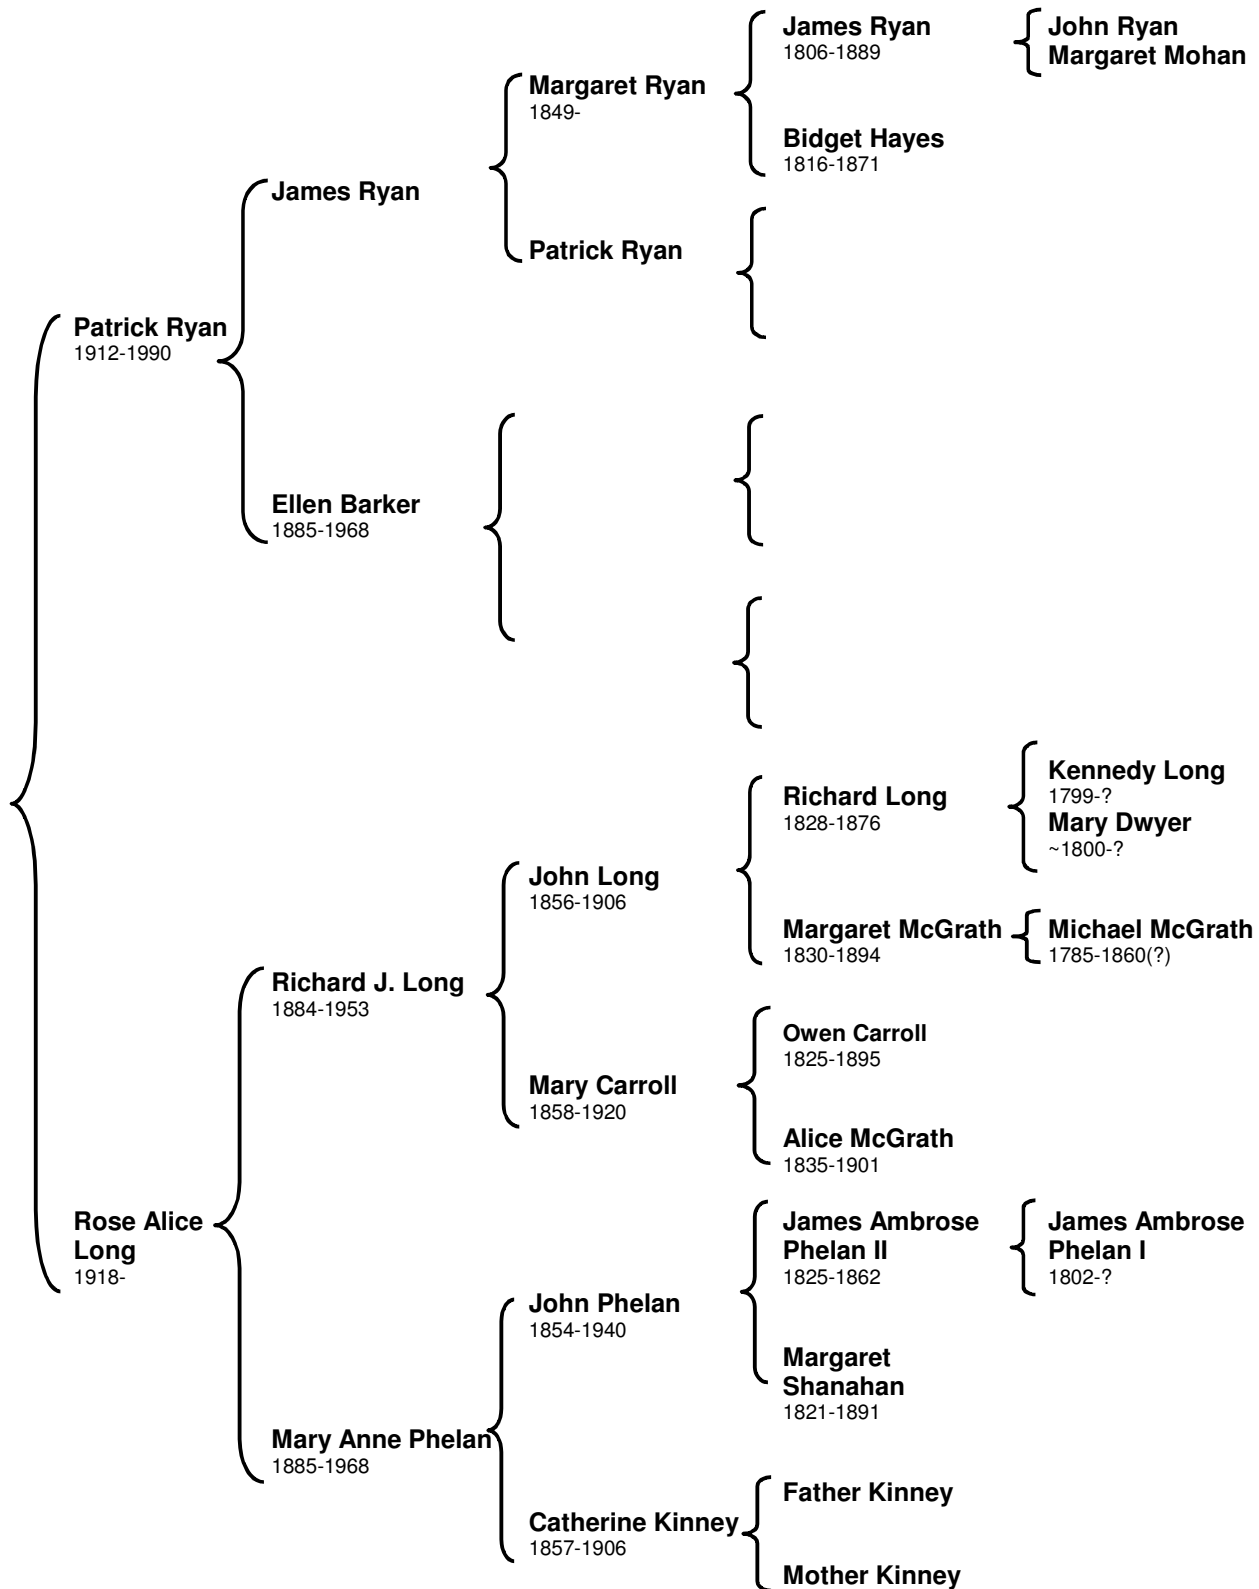 James Ryan
1806-1889
John Ryan
Margaret Mohan
Margaret Ryan
1849-
Bidget Hayes
1816-1871
James Ryan
Patrick Ryan
Patrick Ryan
1912-1990
Ellen Barker
1885-1968
Kennedy Long
1799-?
Richard Long
1828-1876
Mary Dwyer
~1800-?
John Long
1856-1906
Margaret McGrath
1830-1894
Michael McGrath
1785-1860(?)
Richard J. Long
1884-1953
Owen Carroll
1825-1895
Mary Carroll
1858-1920
Alice McGrath
1835-1901
Rose Alice
Long
1918-
James Ambrose
Phelan II
1825-1862
James Ambrose
Phelan I
1802-?
John Phelan
1854-1940
Margaret
Shanahan
1821-1891
Mary Anne Phelan
1885-1968
Father Kinney
Catherine Kinney
1857-1906
Mother Kinney